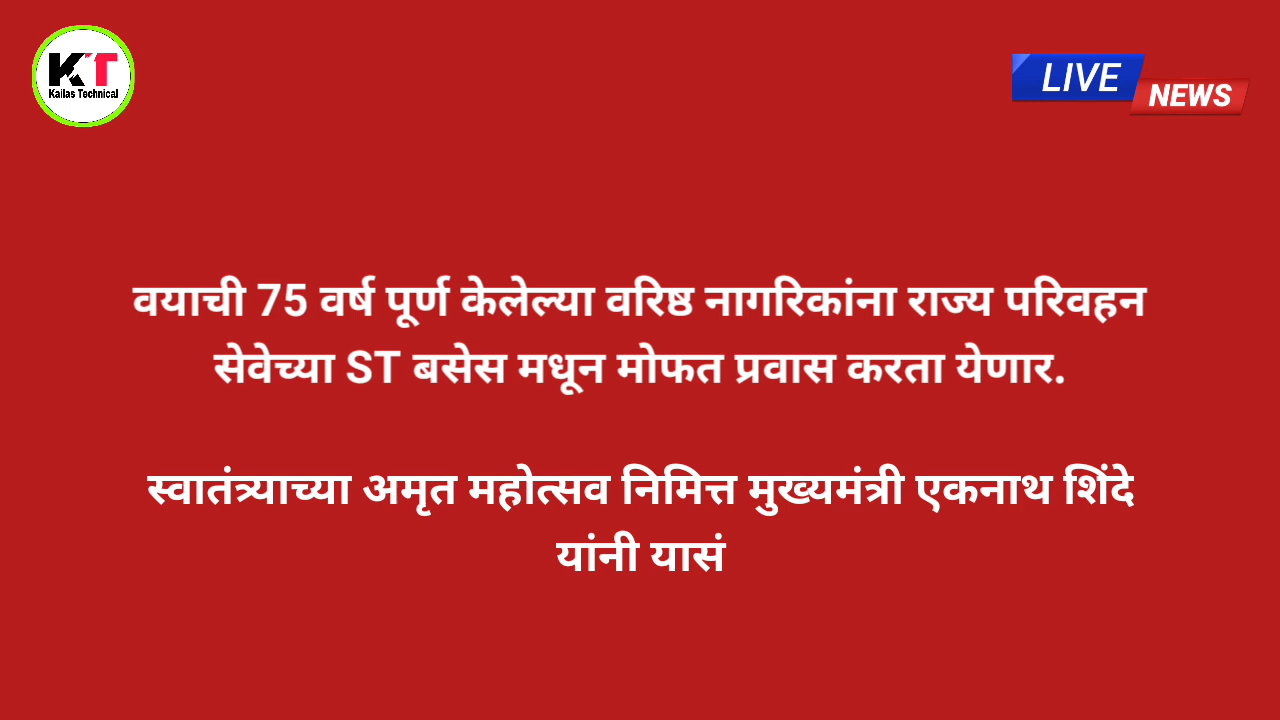 KT
Kailas Technical
LIVE
NEWS
वयाची 75 वर्ष पूर्ण केलेल्या वरिष्ठ नागरिकांना राज्य परिवहन
सेवेच्या ST बसेस मधून मोफत प्रवास करता येणार.
स्वातंत्र्याच्या अमृत महोत्सव निमित्त मुख्यमंत्री एकनाथ शिंदे
यांनी यासं